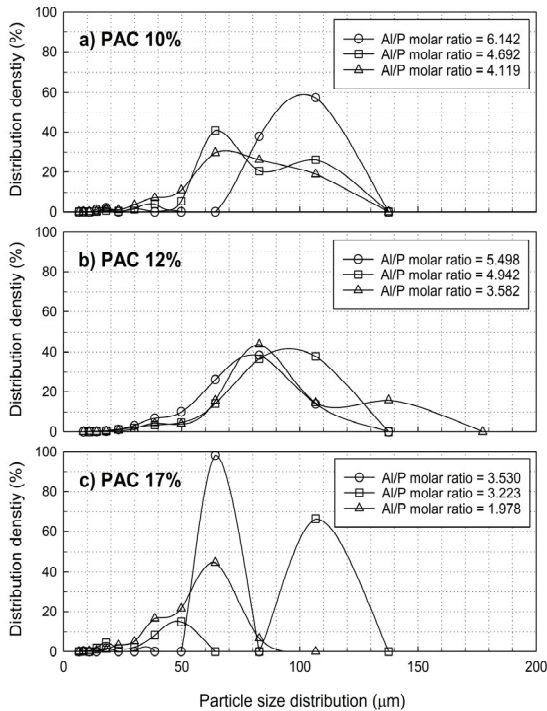 a) PAC 10%
Al/P molar ratio = 6.142
Al/P molar ratio = 4.692
Al/P molar ratio = 4.119
Distribution denstiy (%)
100
80
60
40
20
0
b) PAC 12%
Al/P molar ratio = 5.498
Al/P molar ratio = 4.942
Al/P molar ratio = 3.582
Distribution denstiy (%)
100
80
60
40
20
0
c) PAC 17%
Al/P molar ratio = 3.530
Al/P molar ratio = 3.223
Al/P molar ratio = 1.978
Distribution denstiy (%)
100
80
60
40
20
0
0 50 100 150 200
Particle size distribution (μm)